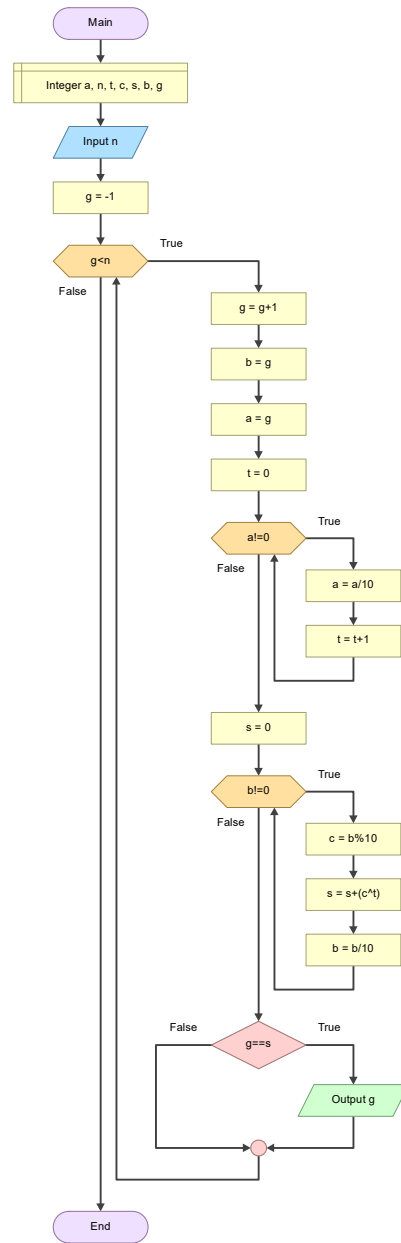 Main
Integer a, n, t, c, s, b, g
Input n
g = -1
g<n
True
False
g = g+1
b = g
a = g
t = 0
a!=0
True
False
a = a/10
t = t+1
s = 0
b!=0
True
False
c = b%10
s = s+(c^t)
b = b/10
False
True
g==s
Output g
End